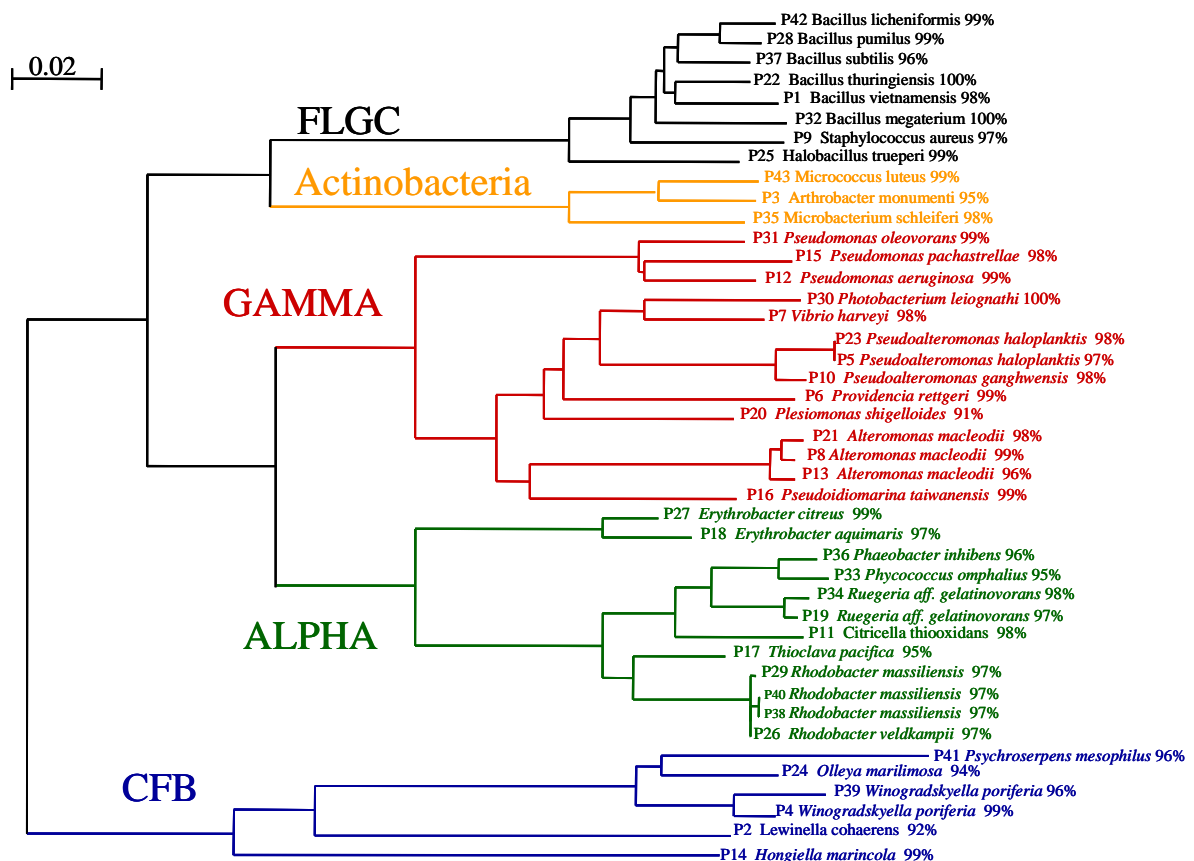 P42 Bacillus licheniformis 99%
P28 Bacillus pumilus 99%
P37 Bacillus subtilis 96%
0.02
P22 Bacillus thuringiensis 100%
P1 Bacillus vietnamensis 98%
P32 Bacillus megaterium 100%
FLGC
P9 Staphylococcus aureus 97%
P25 Halobacillus trueperi 99%
Actinobacteria
P43 Micrococcus luteus 99%
P3 Arthrobacter monumenti 95%
P35 Microbacterium schleiferi 98%
P31 Pseudomonas oleovorans 99%
P15 Pseudomonas pachastrellae 98%
P12 Pseudomonas aeruginosa 99%
GAMMA
P30 Photobacterium leiognathi 100%
P7 Vibrio harveyi 98%
P23 Pseudoalteromonas haloplanktis 98%
P5 Pseudoalteromonas haloplanktis 97%
P10 Pseudoalteromonas ganghwensis 98%
P6 Providencia rettgeri 99%
P20 Plesiomonas shigelloides 91%
P21 Alteromonas macleodii 98%
P8 Alteromonas macleodii 99%
P13 Alteromonas macleodii 96%
P16 Pseudoidiomarina taiwanensis 99%
P27 Erythrobacter citreus 99%
P18 Erythrobacter aquimaris 97%
P36 Phaeobacter inhibens 96%
P33 Phycococcus omphalius 95%
P34 Ruegeria aff. gelatinovorans 98%
P19 Ruegeria aff. gelatinovorans 97%
ALPHA
P11 Citricella thiooxidans 98%
P17 Thioclava pacifica 95%
P29 Rhodobacter massiliensis 97%
P40 Rhodobacter massiliensis 97%
P38 Rhodobacter massiliensis 97%
P26 Rhodobacter veldkampii 97%
P41 Psychroserpens mesophilus 96%
P24 Olleya marilimosa 94%
CFB
P39 Winogradskyella poriferia 96%
P4 Winogradskyella poriferia 99%
P2 Lewinella cohaerens 92%
P14 Hongiella marincola 99%